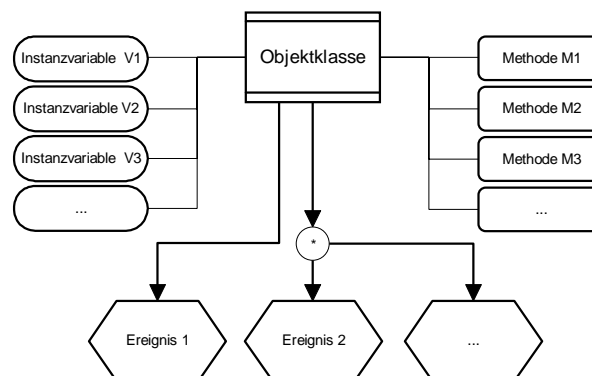 Objektklasse
Instanzvariable V1
Instanzvariable V2
Instanzvariable V3
...
Methode M1
Methode M2
Methode M3
...
*
Ereignis 1
Ereignis 2
...